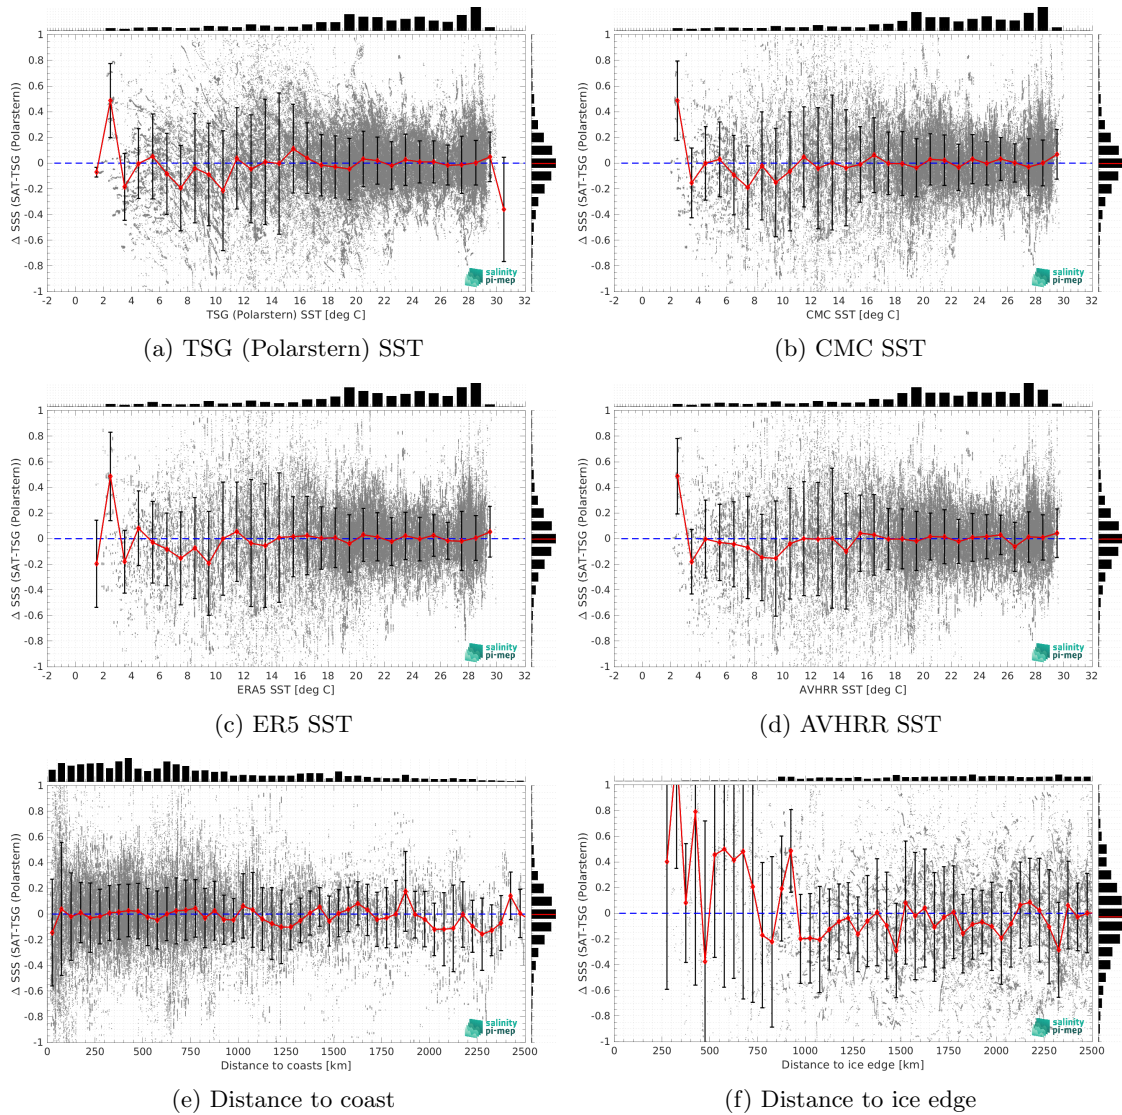 1
0.8
0.6
0.4
0.2
0
-0.2
-0.4
-0.6
-0.8
-1
Δ SSS (SAT-TSG (Polarstern))
salinity
pi-mep
-2 0 2 4 6 8 10 12 14 16 18 20 22 24 26 28 30 32
TSG (Polarstern) SST [deg C]
(a) TSG (Polarstern) SST
1
0.8
0.6
0.4
0.2
0
-0.2
-0.4
-0.6
-0.8
-1
Δ SSS (SAT-TSG (Polarstern))
salinity
pi-mep
-2 0 2 4 6 8 10 12 14 16 18 20 22 24 26 28 30 32
CMC SST [deg C]
(b) CMC SST
1
0.8
0.6
0.4
0.2
0
-0.2
-0.4
-0.6
-0.8
-1
Δ SSS (SAT-TSG (Polarstern))
salinity
pi-mep
-2 0 2 4 6 8 10 12 14 16 18 20 22 24 26 28 30 32
ERA5 SST [deg C]
(c) ER5 SST
1
0.8
0.6
0.4
0.2
0
-0.2
-0.4
-0.6
-0.8
-1
Δ SSS (SAT-TSG (Polarstern))
salinity
pi-mep
-2 0 2 4 6 8 10 12 14 16 18 20 22 24 26 28 30 32
AVHRR SST [deg C]
(d) AVHRR SST
1
0.8
0.6
0.4
0.2
0
-0.2
-0.4
-0.6
-0.8
-1
Δ SSS (SAT-TSG (Polarstern))
salinity
pi-mep
0 250 500 750 1000 1250 1500 1750 2000 2250 2500
Distance to coasts [km]
(e) Distance to coast
1
0.8
0.6
0.4
0.2
0
-0.2
-0.4
-0.6
-0.8
-1
Δ SSS (SAT-TSG (Polarstern))
salinity
pi-mep
0 250 500 750 1000 1250 1500 1750 2000 2250 2500
Distance to ice edge [km]
(f) Distance to ice edge